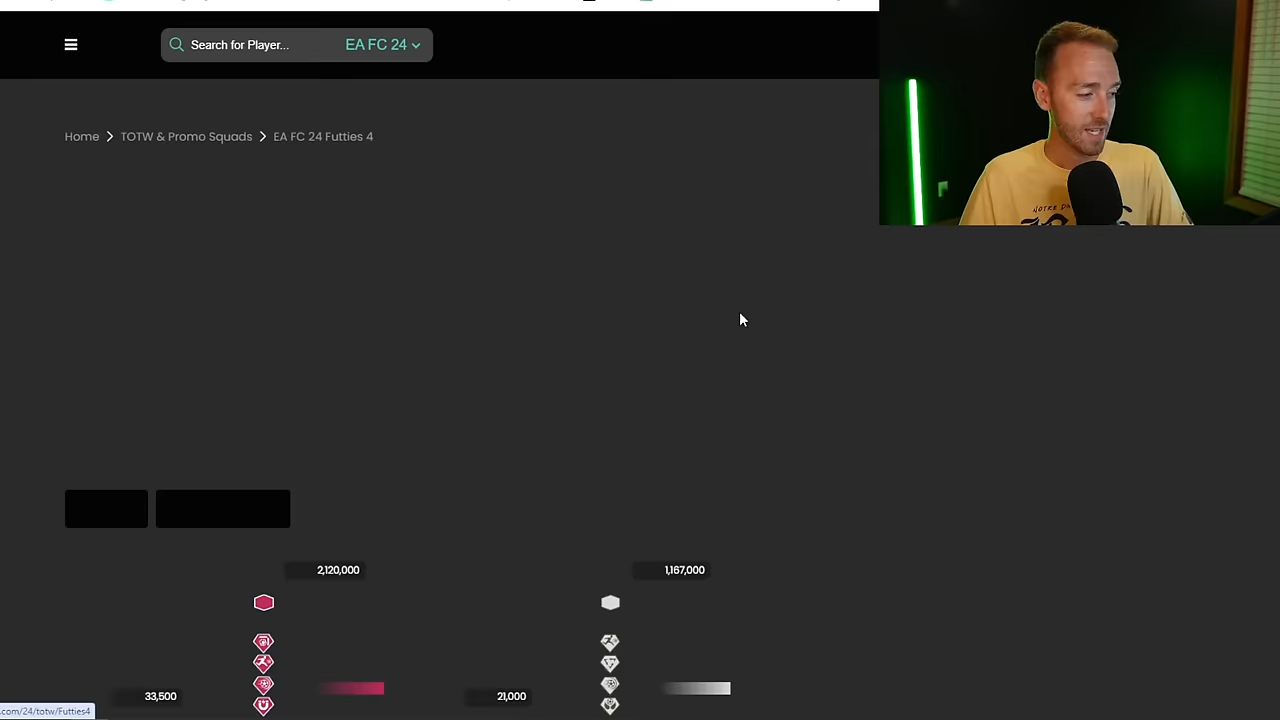 Search for Player...
EA FC 24
Home
TOTW & Promo Squads
EA FC 24 Futties 4
NOTRE
2,120,000
1,167,000
33,500
21,000
.com/24/totw/Futties4